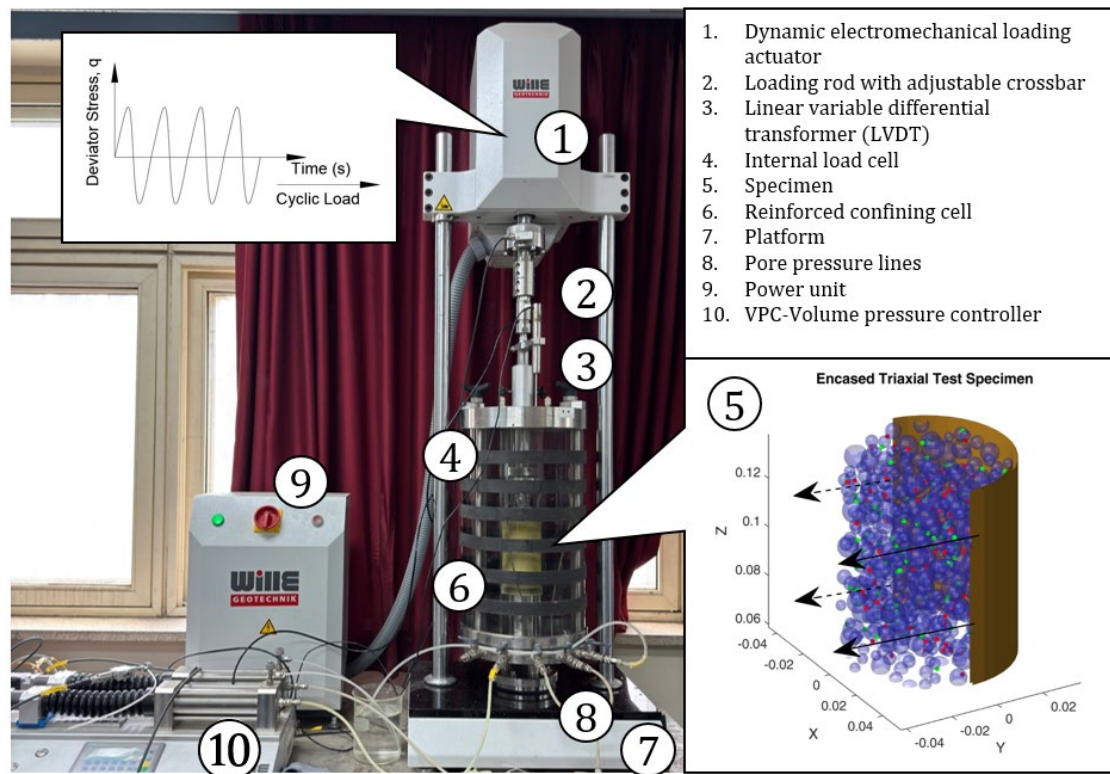 Deviator Stress, q
Time (s)
Cyclic Load
WillE
GEOTECHNIK
1
2
3
4
5
6
7
8
9
10
WillE
GEOTECHNIK
1. Dynamic electromechanical loading
actuator
2. Loading rod with adjustable crossbar
3. Linear variable differential
transformer (LVDT)
4. Internal load cell
5. Specimen
6. Reinforced confining cell
7. Platform
8. Pore pressure lines
9. Power unit
10. VPC-Volume pressure controller
Encased Triaxial Test Specimen
0.12
0.1
0.08
0.06
Z
-0.04
-0.02
0
0.02
0.04
X
-0.04
-0.02
0
0.02
Y